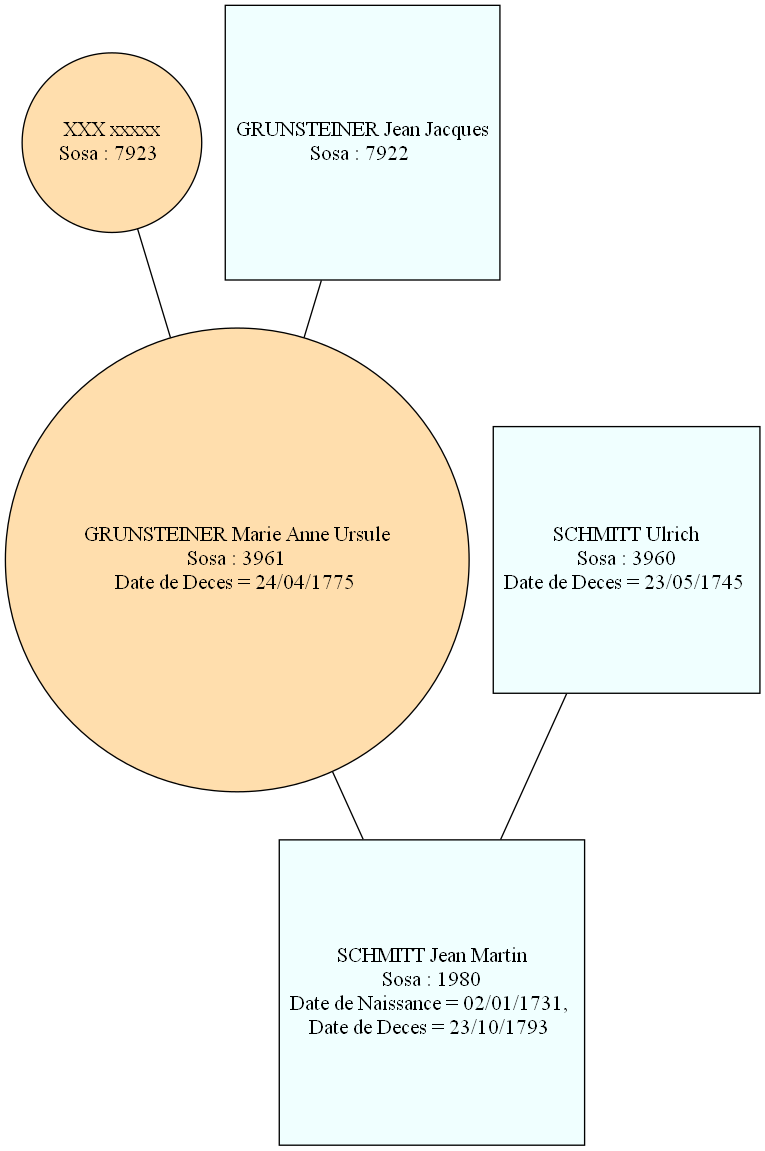 XXX xxxxx
Sosa : 7923
GRUNSTEINER Jean Jacques
Sosa : 7922
GRUNSTEINER Marie Anne Ursule
Sosa : 3961
Date de Deces = 24/04/1775
SCHMITT Ulrich
Sosa : 3960
Date de Deces = 23/05/1745
SCHMITT Jean Martin
Sosa : 1980
Date de Naissance = 02/01/1731,
Date de Deces = 23/10/1793